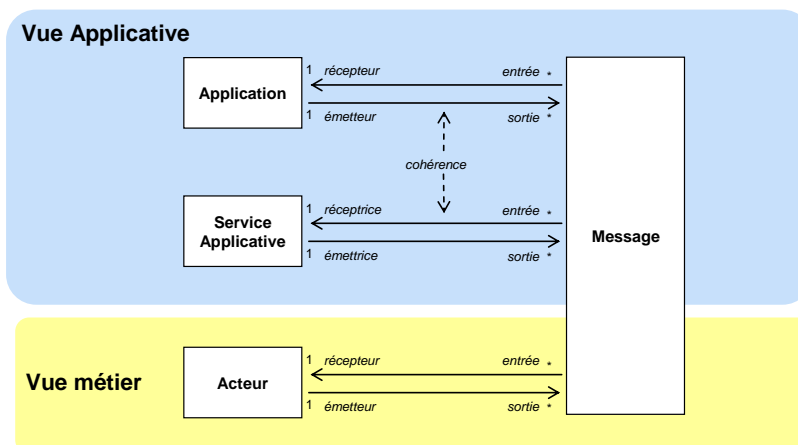 Vue Applicative
1 récepteur entrée *
Application
1 émetteur sortie *
cohérence
1 réceptrice entrée *
Service
Applicative
Message
1 émettrice sortie *
1 récepteur entrée *
Vue métier
Acteur
1 émetteur sortie *